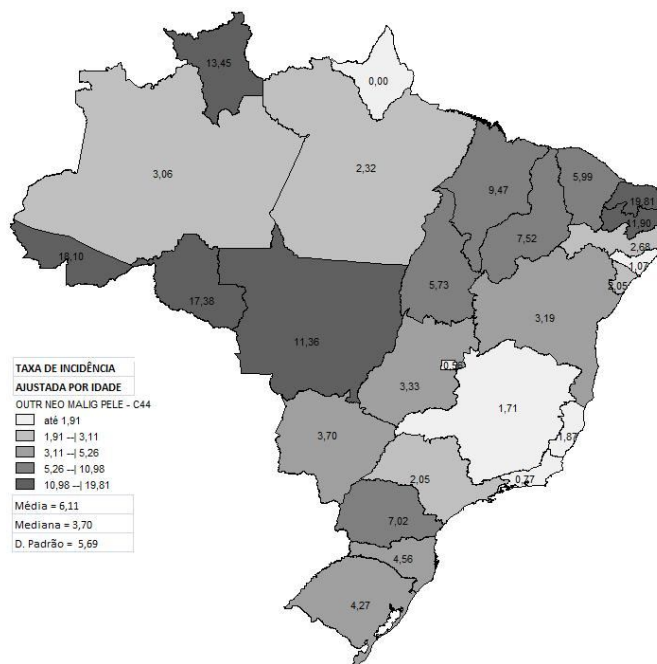 13,45
0,00
3,06
2,32
9,47
5,99
19,81
11,90
7,52
2,68
1,07
2,05
18,10
17,38
5,73
3,19
11,36
0,56
3,33
1,71
3,70
1,87
2,05
0,77
7,02
4,56
4,27
TAXA DE INCIDÊNCIA
AJUSTADA POR IDADE
OUTR NEO MALIG PELE - C44
até 1,91
1,91 --| 3,11
3,11 --| 5,26
5,26 --| 10,98
10,98 --| 19,81
Média = 6,11
Mediana = 3,70
D. Padrão = 5,69